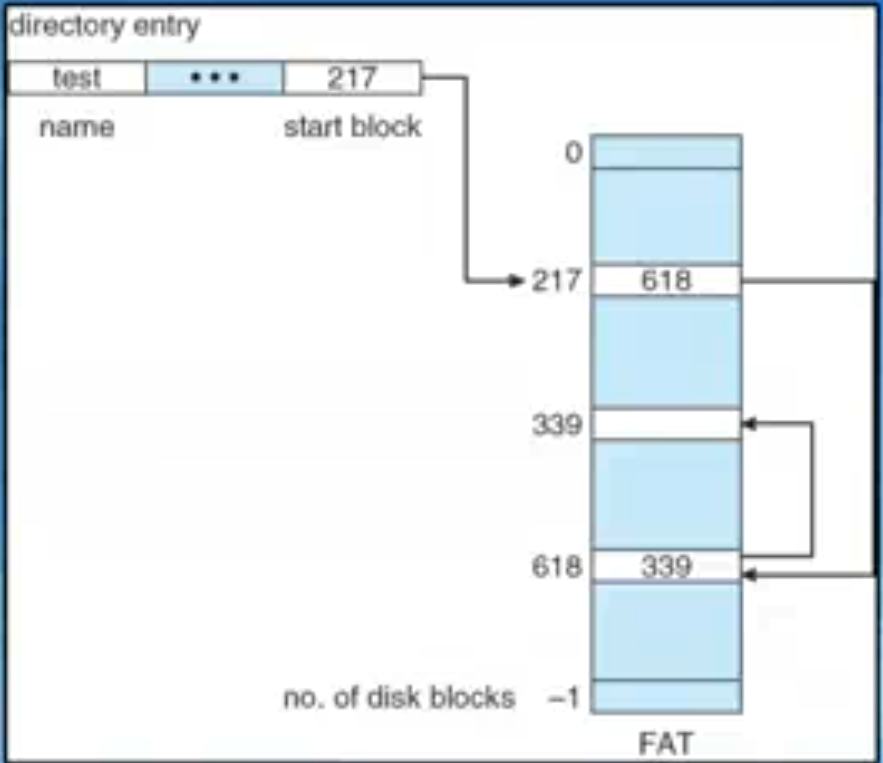 directory entry
test ••• 217
name start block
0
217 618
339
618 339
no. of disk blocks –1
FAT